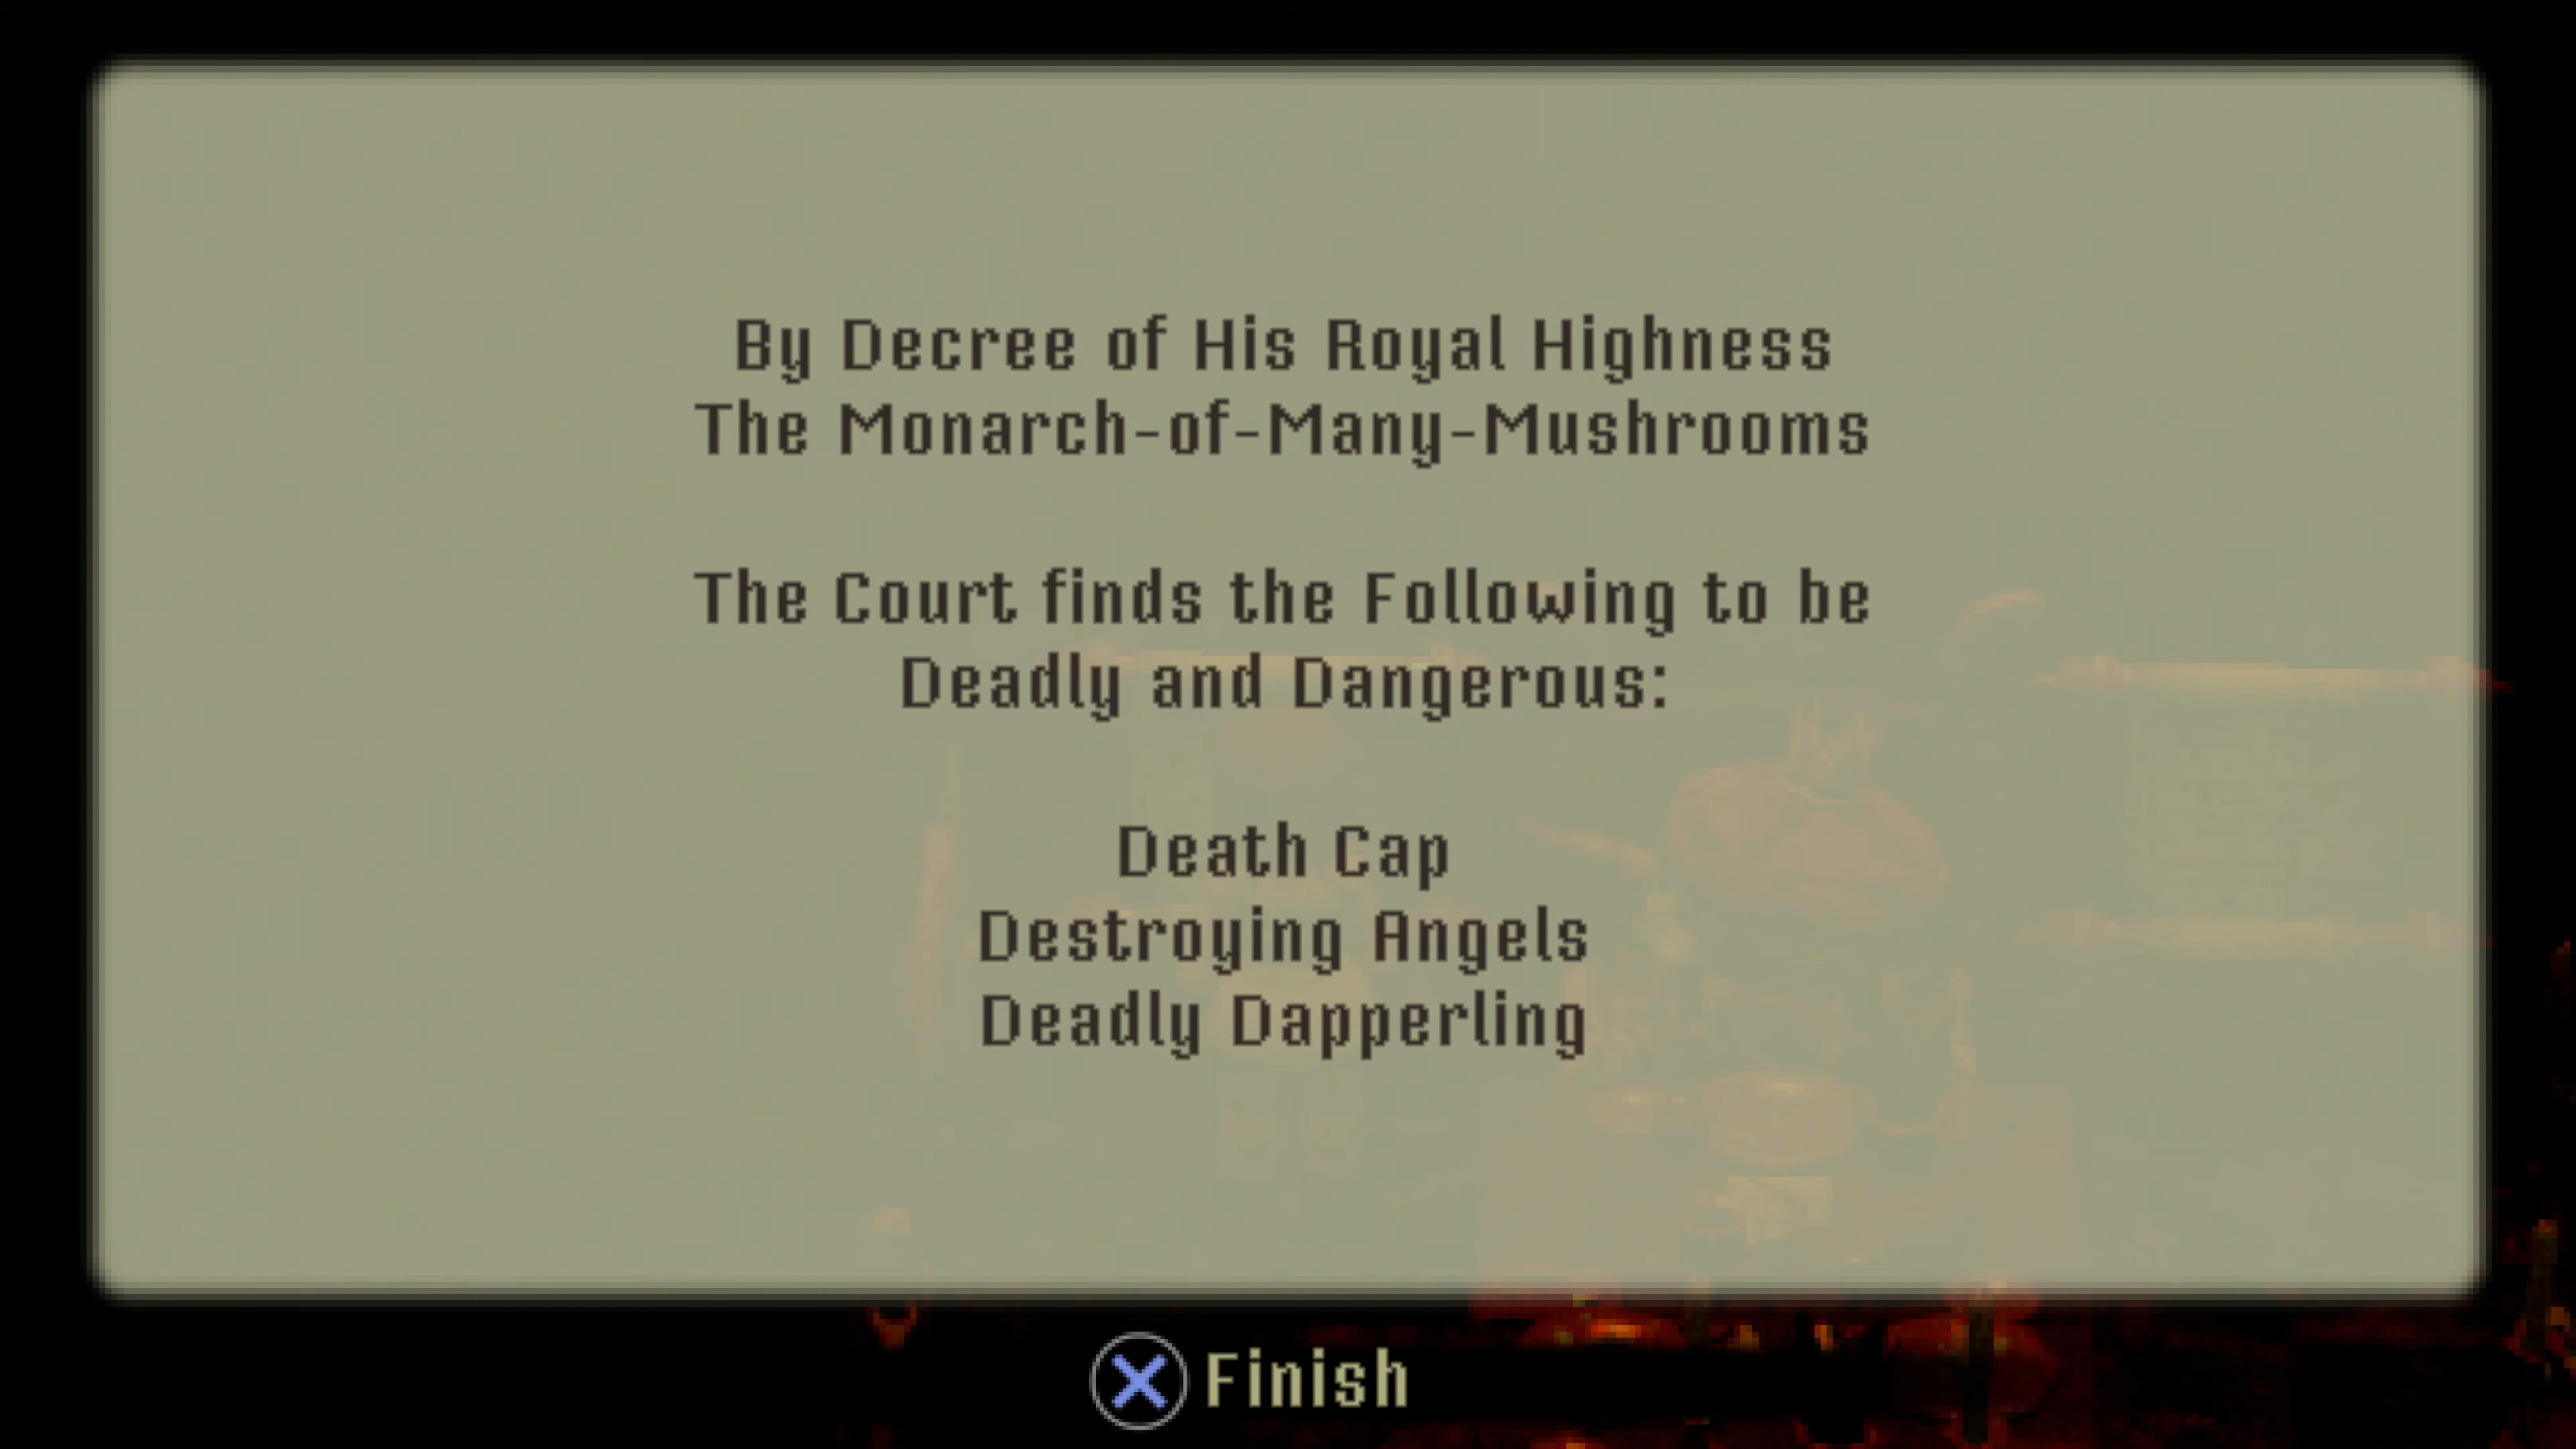 By Decree of His Royal Highness
The Monarch-of-Many-Mushrooms
The Court finds the Following to be
Deadly and Dangerous:
Death Cap
Destroying Angels
Deadly Dapperling
Finish